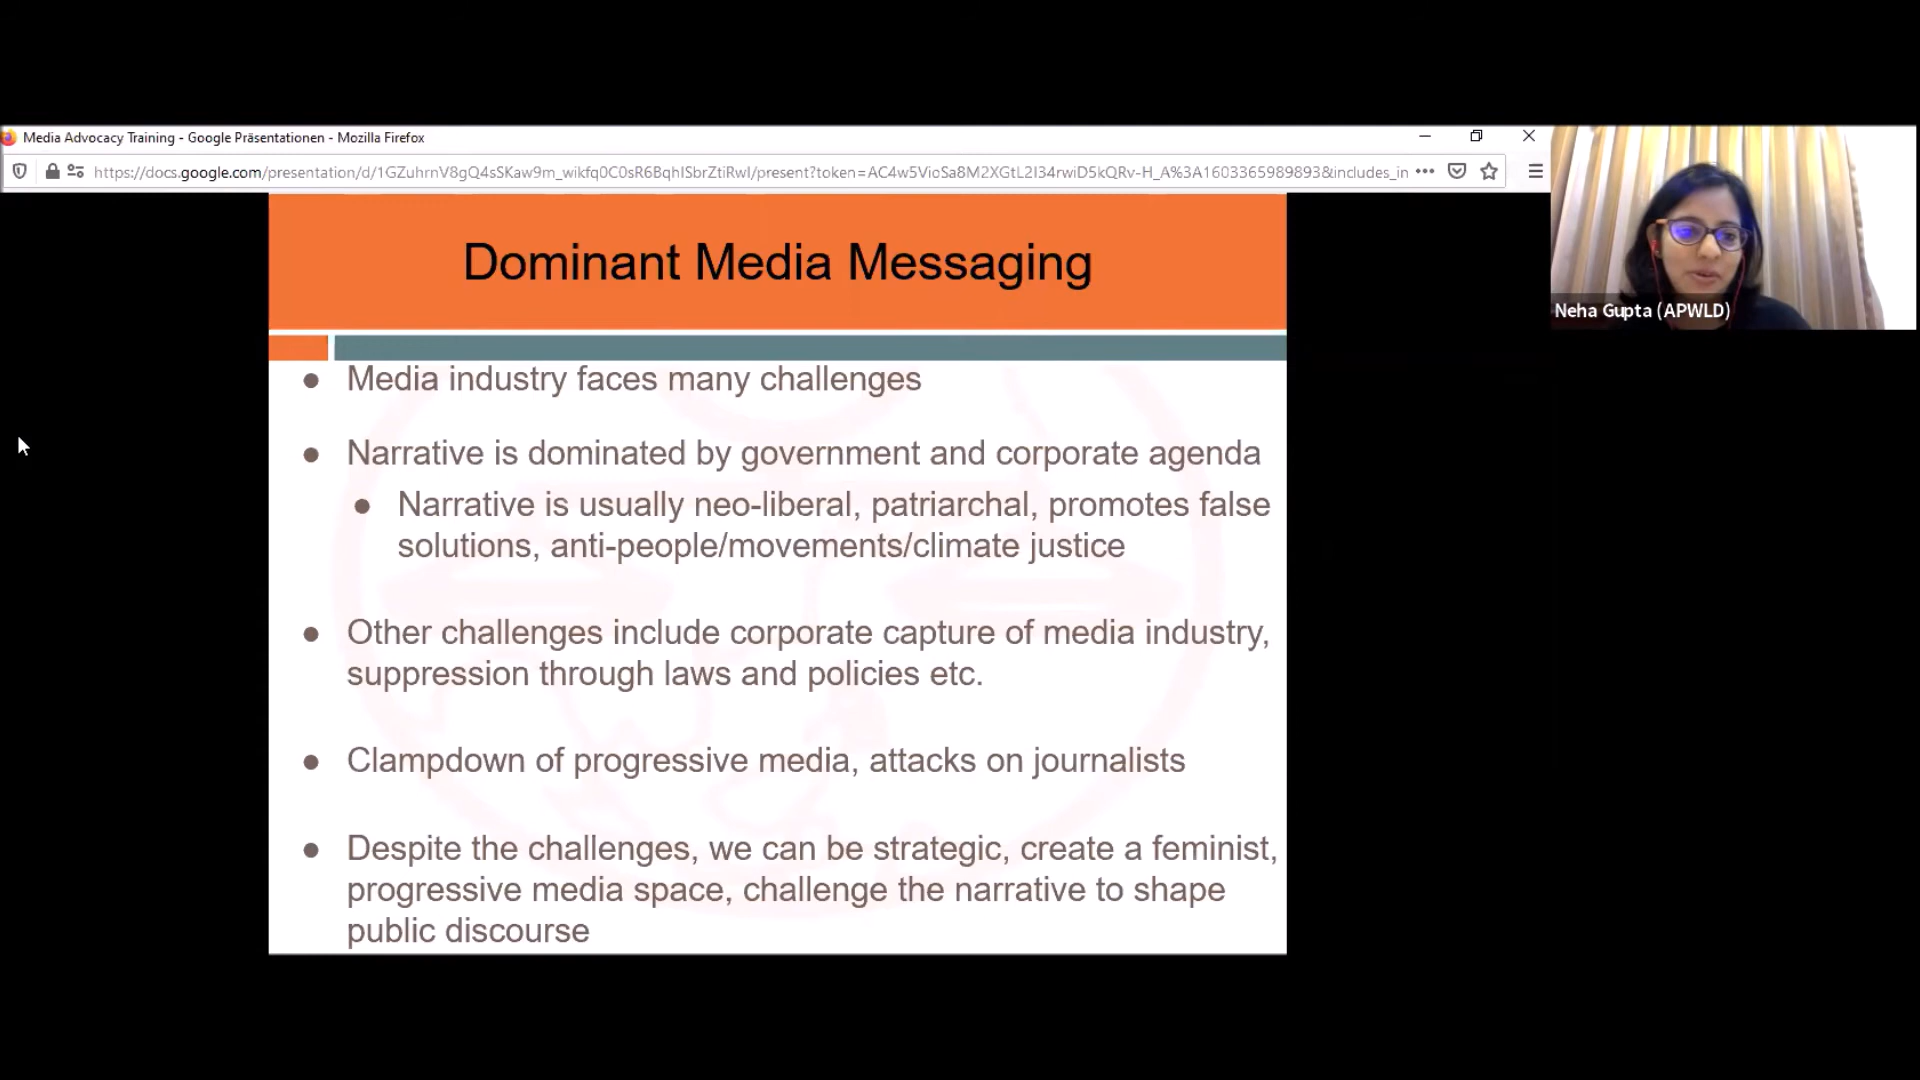 Media Advocacy Training - Google Präsentationen - Mozilla Firefox
https://docs.google.com/presentation/d/1GZuhrnV8gQ4sSKaw9m_wikfq0C0sR6BqhISbrZtiRwI/present?token=AC4w5VioSa8M2XGtL2I34rwiD5kQRv-H_A%3A1603365989893&includes_in
Neha Gupta (APWLD)
Dominant Media Messaging
● Media industry faces many challenges
● Narrative is dominated by government and corporate agenda
● Narrative is usually neo-liberal, patriarchal, promotes false
solutions, anti-people/movements/climate justice
● Other challenges include corporate capture of media industry,
suppression through laws and policies etc.
● Clampdown of progressive media, attacks on journalists
● Despite the challenges, we can be strategic, create a feminist,
progressive media space, challenge the narrative to shape
public discourse